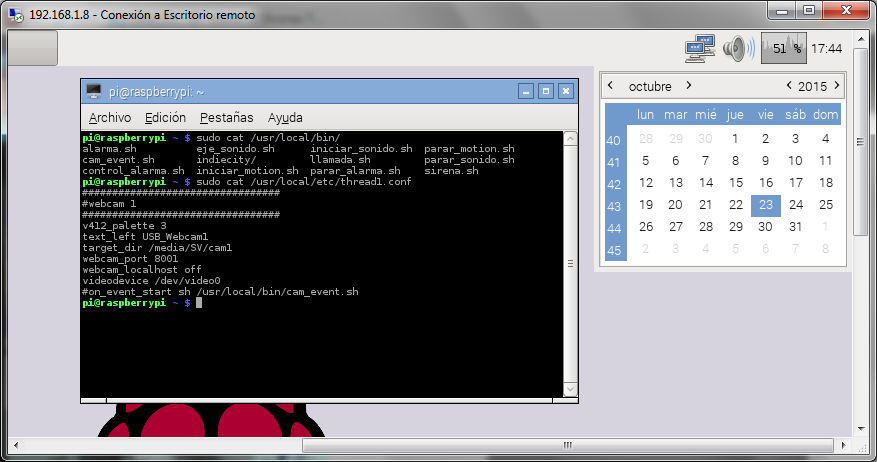 192.168.1.8 - Conexión a Escritorio remoto
51 %
17:44
pi@raspberrypi: ~
Archivo Edición Pestañas Ayuda
pi@raspberrypi ~ $ sudo cat /usr/local/bin/
alarma.sh eje_sonido.sh iniciar_sonido.sh parar_motion.sh
cam_event.sh indiecity/ llamada.sh parar_sonido.sh
control_alarma.sh iniciar_motion.sh parar_alarma.sh sirena.sh
pi@raspberrypi ~ $ sudo cat /usr/local/etc/thread1.conf
################################
#webcam 1
################################
v412_palette 3
text_left USB_Webcam1
target_dir /media/SV/cam1
webcam_port 8001
webcam_localhost off
videodevice /dev/video0
#on_event_start sh /usr/local/bin/cam_event.sh
pi@raspberrypi ~ $
< octubre > < 2015 >
lun mar mié jue vie sáb dom
40 28 29 30 1 2 3 4
41 5 6 7 8 9 10 11
42 12 13 14 15 16 17 18
43 19 20 21 22 23 24 25
44 26 27 28 29 30 31 1
45 2 3 4 5 6 7 8